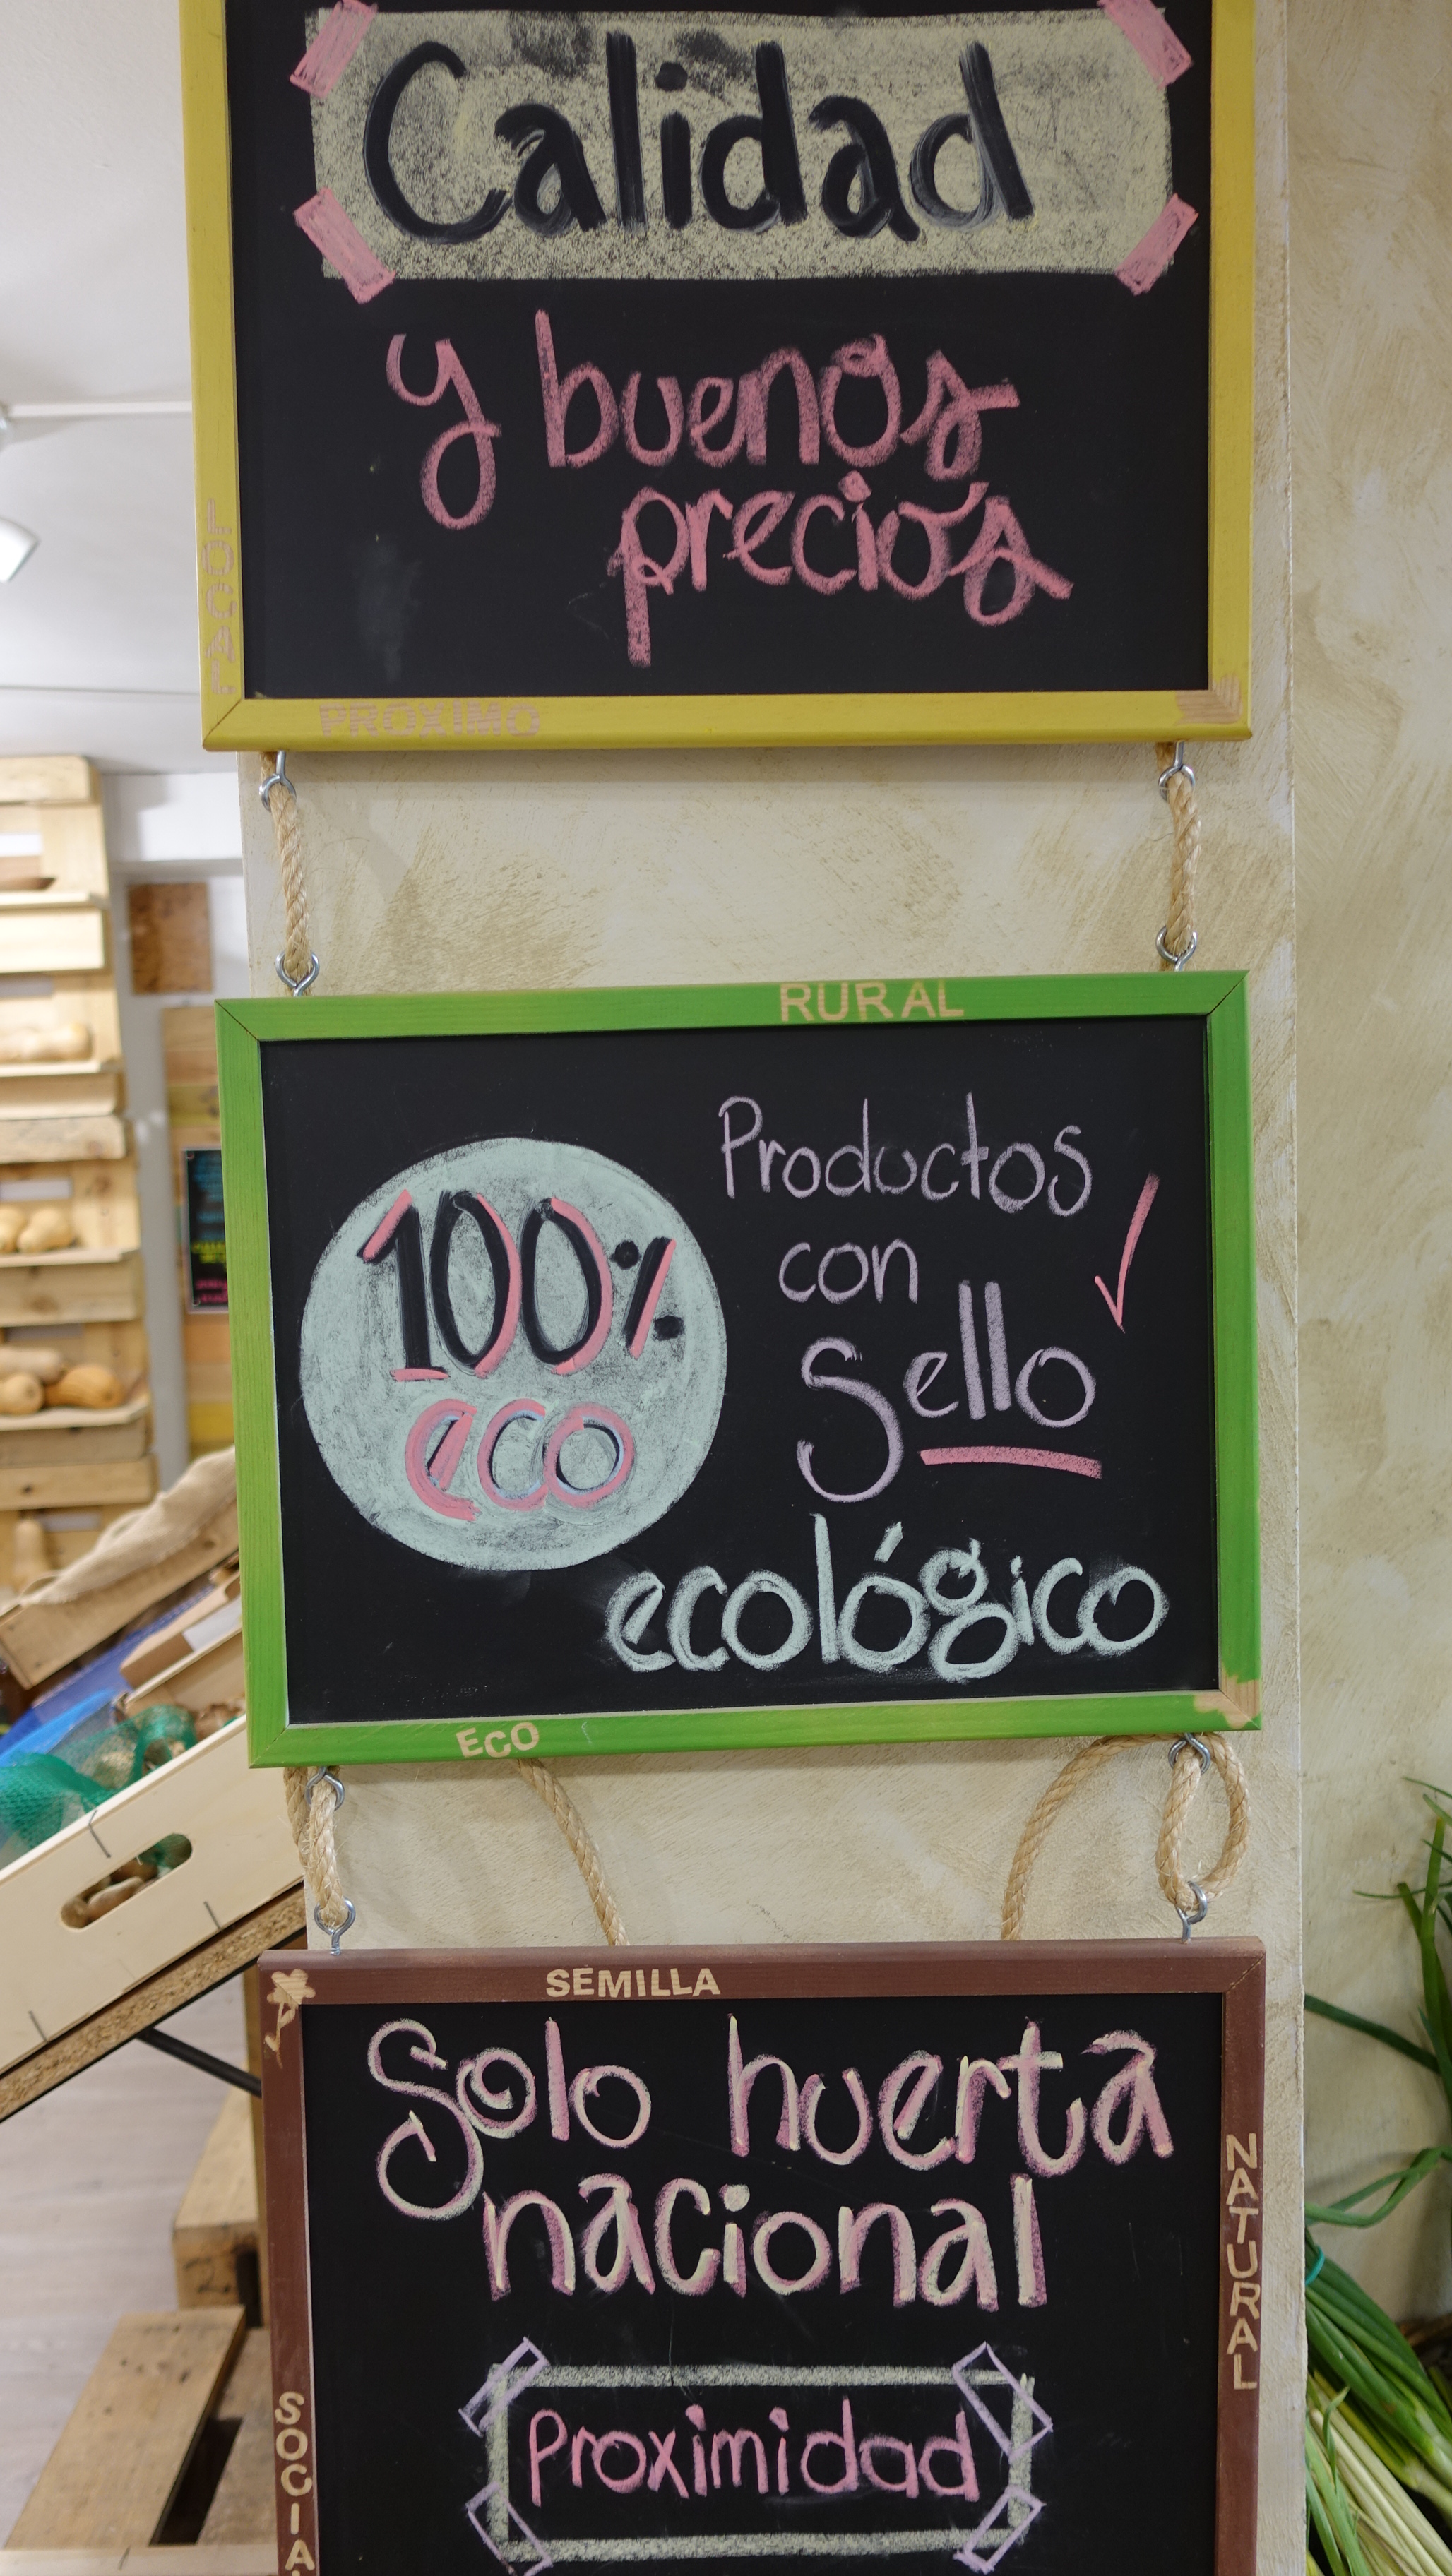 Calidad
y buenos
precios
LOCAL
PROXIMO
RURAL
100%
eco
Productos
con
Sello
ecológico
ECO
SEMILLA
Solo huerta
nacional
Proximidad
NATURAL